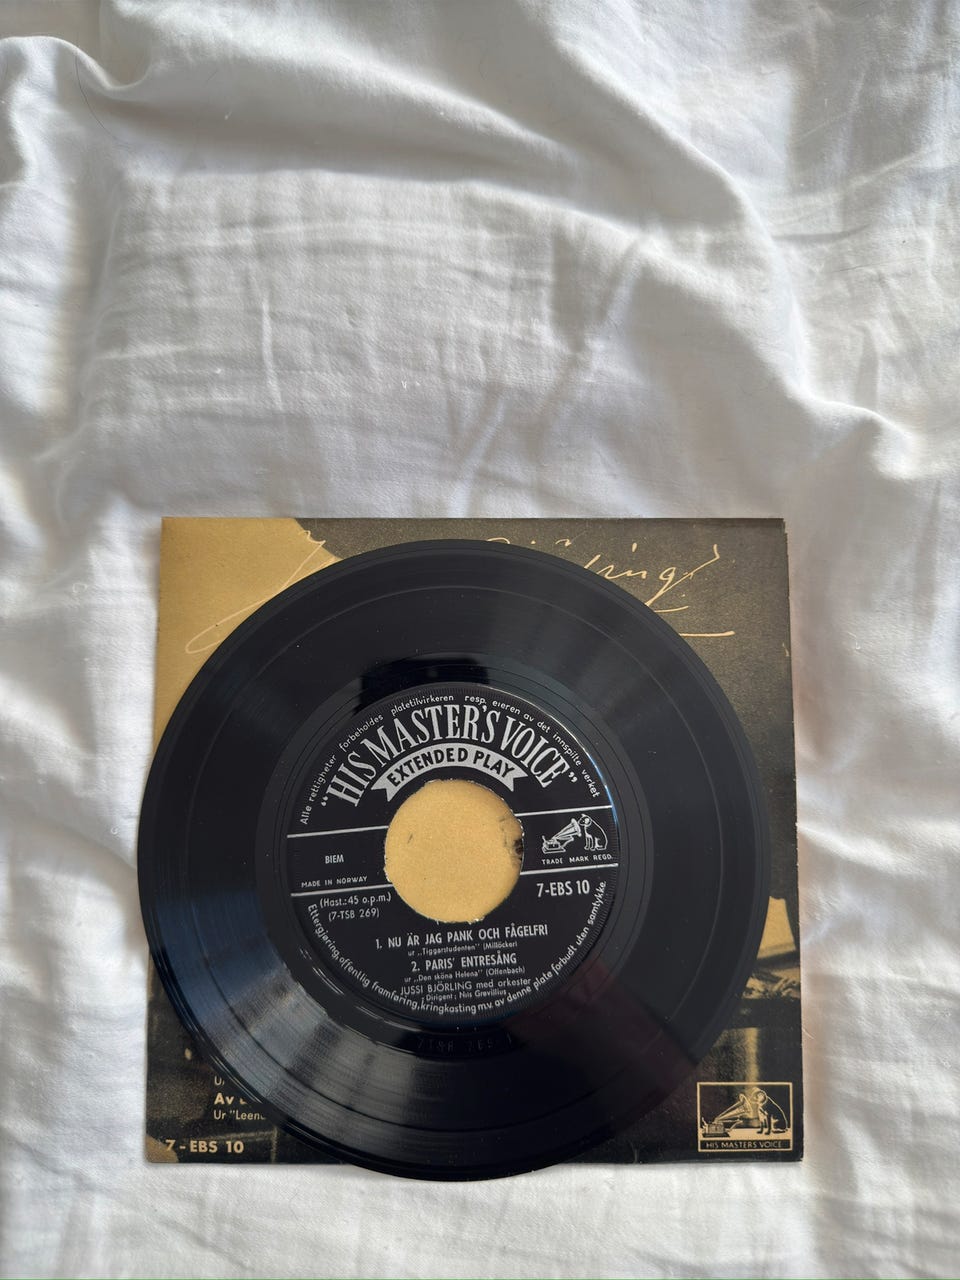 Alle rettigheter forbeholdes platetilvirkeren resp. eieren av det innspilte verket
"HIS MASTER'S VOICE"
EXTENDED PLAY
BIEM
TRADE MARK REGD.
MADE IN NORWAY
7-EBS 10
(Hast.:45 o.p.m.)
(7-TSB 269)
1. NU ÄR JAG PANK OCH FÅGELFRI
ur „Tiggarstudenten" (Millöcker)
2. PARIS' ENTRESÅNG
ur „Den sköna Helena" (Offenbach)
JUSSI BJÖRLING med orkester
Dirigent: Nils Grevillius
Ettergjøring, offentlig framføring, kringkasting m.v. av denne plate forbudt uten samtykke
Av
Ur "Leen
7-EBS 10
HIS MASTERS VOICE